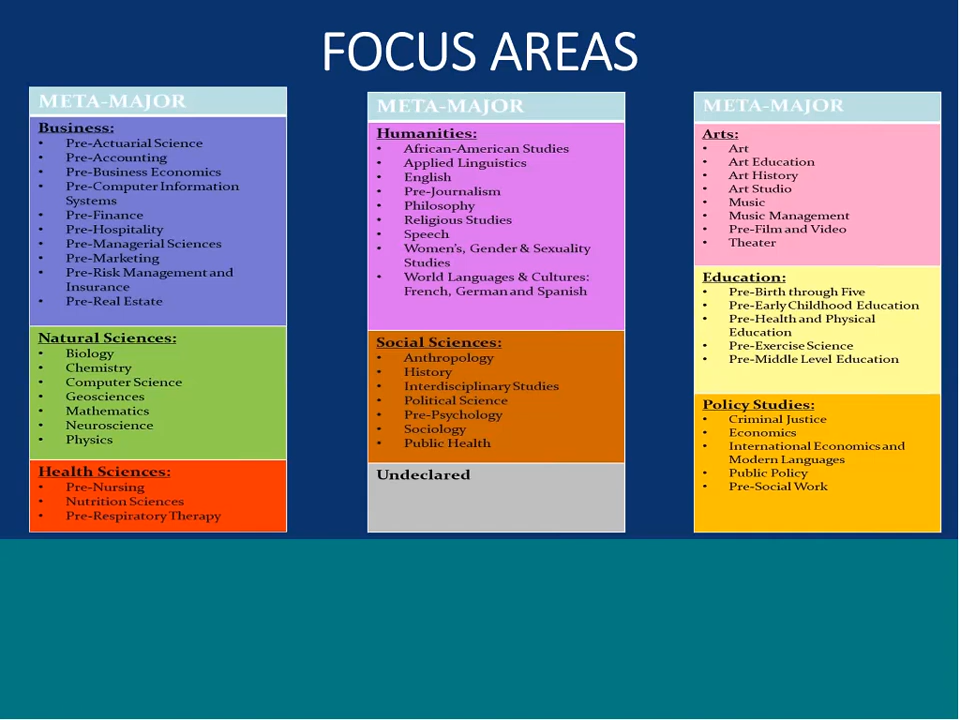 FOCUS AREAS
META-MAJOR
Business:
• Pre-Actuarial Science
• Pre-Accounting
• Pre-Business Economics
• Pre-Computer Information
Systems
• Pre-Finance
• Pre-Hospitality
• Pre-Managerial Sciences
• Pre-Marketing
• Pre-Risk Management and
Insurance
• Pre-Real Estate
Natural Sciences:
• Biology
• Chemistry
• Computer Science
• Geosciences
• Mathematics
• Neuroscience
• Physics
Health Sciences:
• Pre-Nursing
• Nutrition Sciences
• Pre-Respiratory Therapy
META-MAJOR
Humanities:
• African-American Studies
• Applied Linguistics
• English
• Pre-Journalism
• Philosophy
• Religious Studies
• Speech
• Women's, Gender & Sexuality
Studies
• World Languages & Cultures:
French, German and Spanish
Social Sciences:
• Anthropology
• History
• Interdisciplinary Studies
• Political Science
• Pre-Psychology
• Sociology
• Public Health
Undeclared
META-MAJOR
Arts:
• Art
• Art Education
• Art History
• Art Studio
• Music
• Music Management
• Pre-Film and Video
• Theater
Education:
• Pre-Birth through Five
• Pre-Early Childhood Education
• Pre-Health and Physical
Education
• Pre-Exercise Science
• Pre-Middle Level Education
Policy Studies:
• Criminal Justice
• Economics
• International Economics and
Modern Languages
• Public Policy
• Pre-Social Work